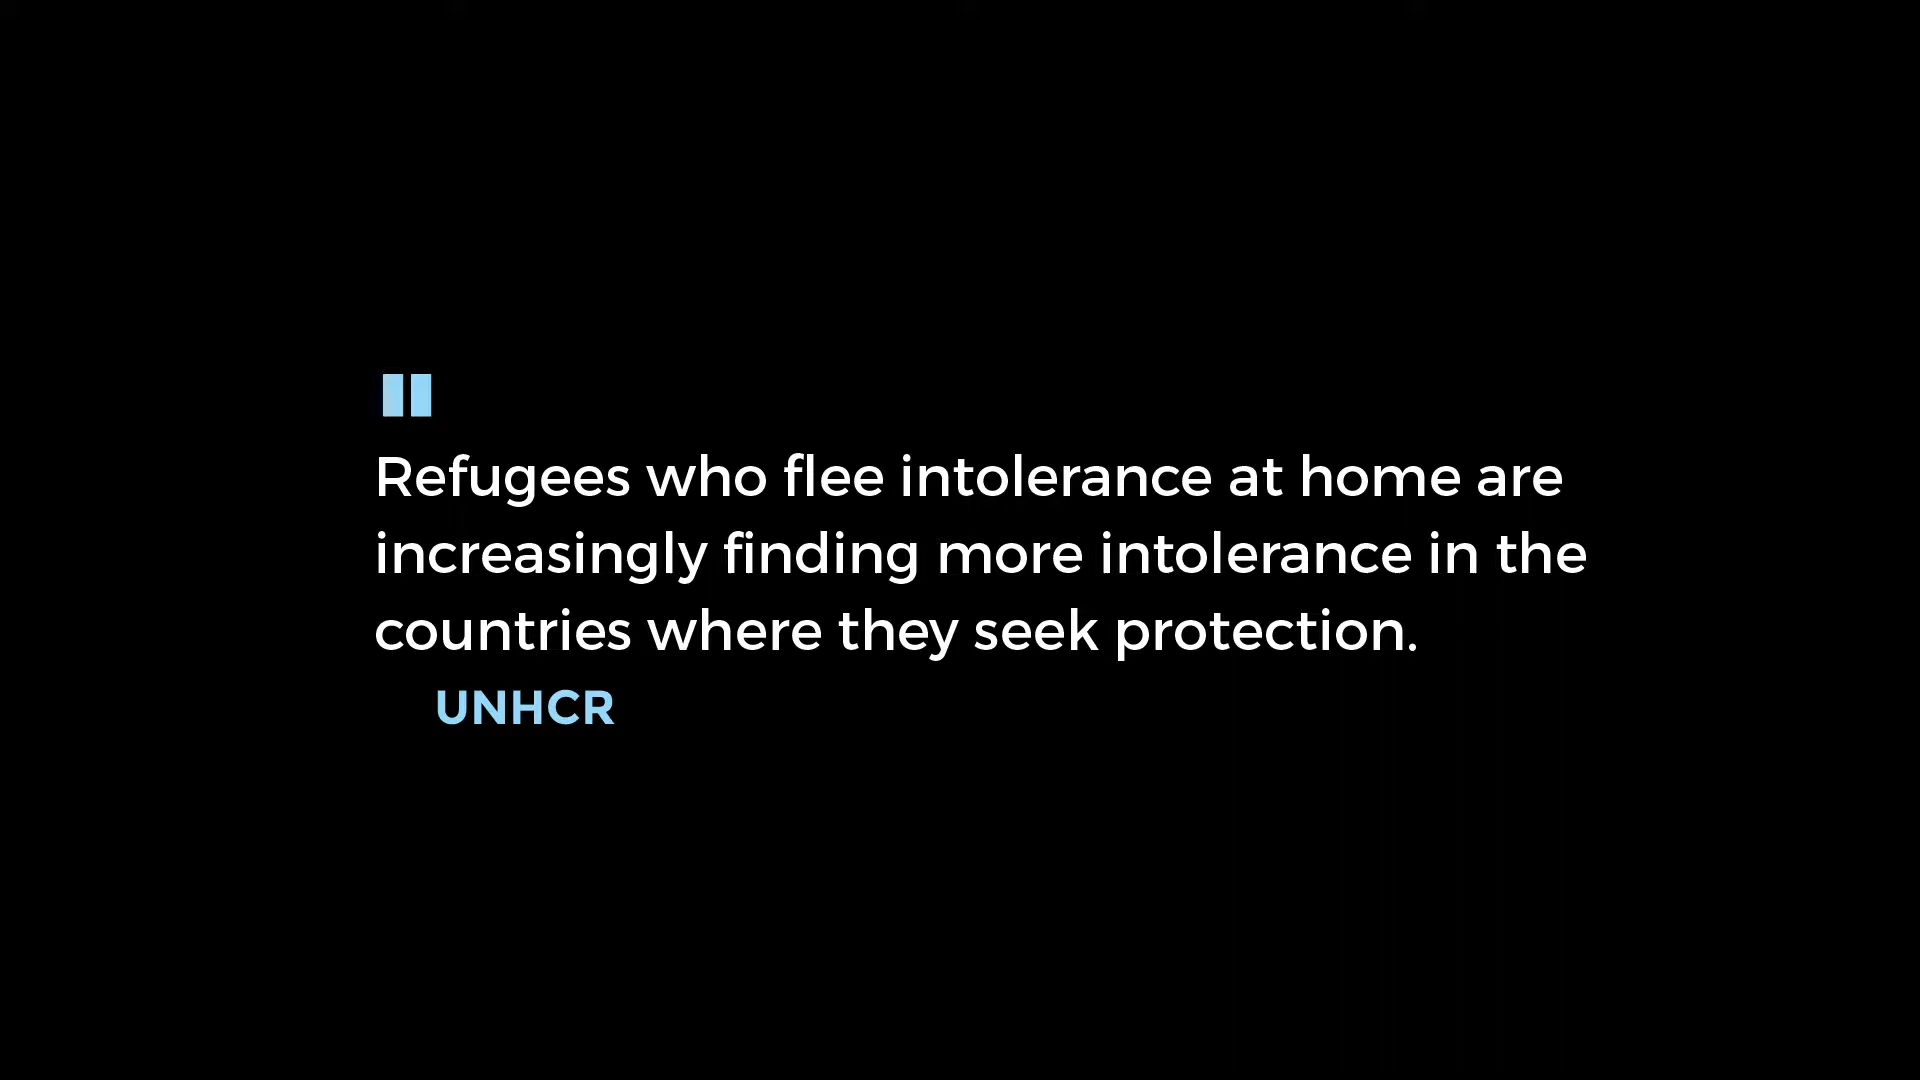 "
Refugees who flee intolerance at home are
increasingly finding more intolerance in the
countries where they seek protection.
UNHCR